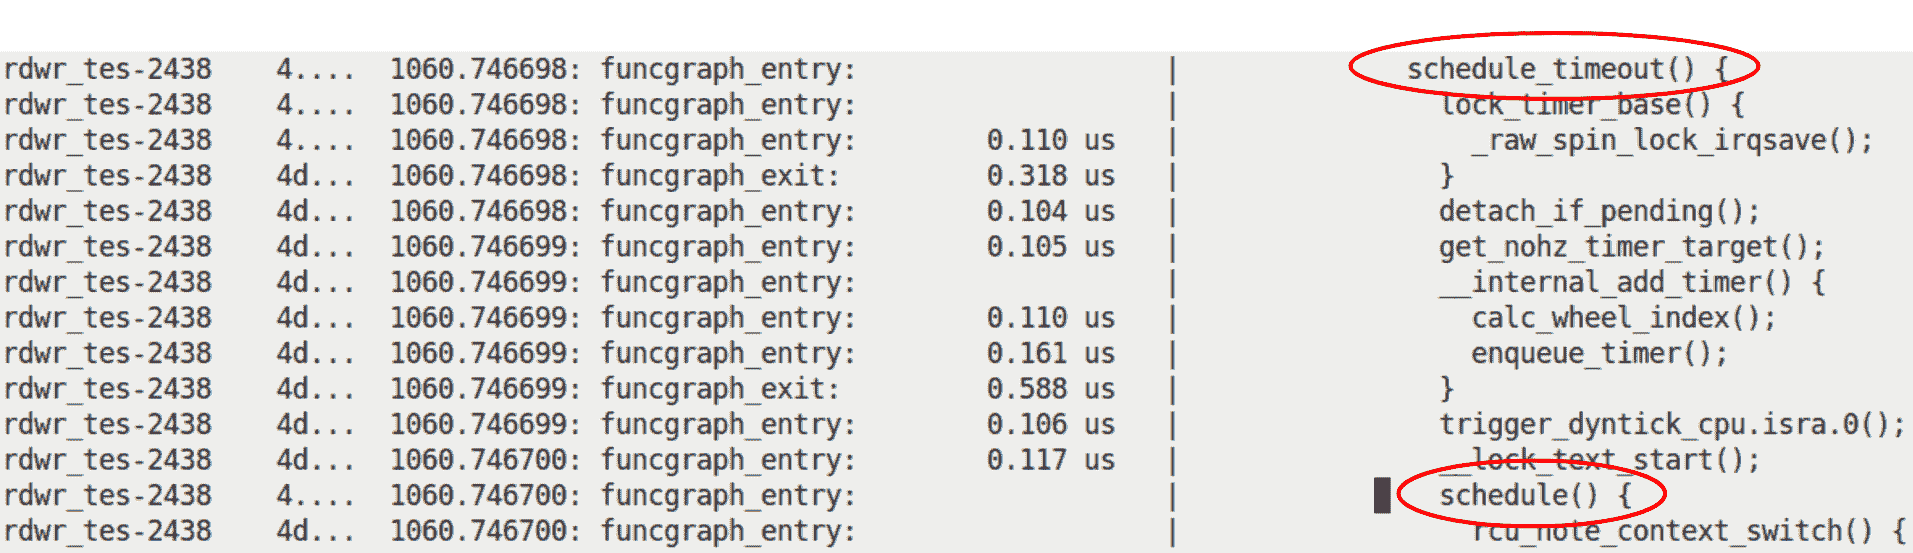 rdwr_tes-2438    4....  1060.746698: funcgraph_entry:                   |              schedule_timeout() {
rdwr_tes-2438    4....  1060.746698: funcgraph_entry:                   |                lock_timer_base() {
rdwr_tes-2438    4....  1060.746698: funcgraph_entry:        0.110 us   |                  _raw_spin_lock_irqsave();
rdwr_tes-2438    4d...  1060.746698: funcgraph_exit:         0.318 us   |                }
rdwr_tes-2438    4d...  1060.746698: funcgraph_entry:        0.104 us   |                detach_if_pending();
rdwr_tes-2438    4d...  1060.746699: funcgraph_entry:        0.105 us   |                get_nohz_timer_target();
rdwr_tes-2438    4d...  1060.746699: funcgraph_entry:                   |                __internal_add_timer() {
rdwr_tes-2438    4d...  1060.746699: funcgraph_entry:        0.110 us   |                  calc_wheel_index();
rdwr_tes-2438    4d...  1060.746699: funcgraph_entry:        0.161 us   |                  enqueue_timer();
rdwr_tes-2438    4d...  1060.746699: funcgraph_exit:         0.588 us   |                }
rdwr_tes-2438    4d...  1060.746699: funcgraph_entry:        0.106 us   |                trigger_dyntick_cpu.isra.0();
rdwr_tes-2438    4d...  1060.746700: funcgraph_entry:        0.117 us   |                __lock_text_start();
rdwr_tes-2438    4....  1060.746700: funcgraph_entry:                   |                schedule() {
rdwr_tes-2438    4d...  1060.746700: funcgraph_entry:                   |                  rcu_note_context_switch() {